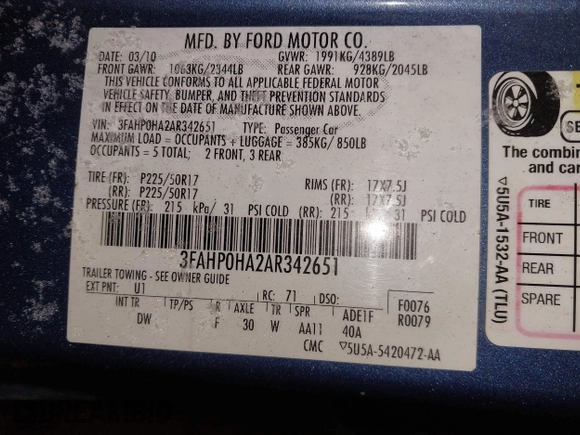 MFD. BY FORD MOTOR CO.
DATE: 03/10 GVWR: 1991KG/4389LB
FRONT GAWR: 1063KG/2344LB REAR GAWR: 928KG/2045LB
THIS VEHICLE CONFORMS TO ALL APPLICABLE FEDERAL MOTOR
VEHICLE SAFETY, BUMPER, AND THEFT PREVENTION STANDARDS
IN EFFECT ON THE DATE OF MANUFACTURE SHOWN ABOVE.
VIN: 3FAHP0HA2AR342651 TYPE: Passenger Car
MAXIMUM LOAD = OCCUPANTS + LUGGAGE = 385KG/ 850LB
OCCUPANTS = 5 TOTAL; 2 FRONT, 3 REAR
TIRE (FR): P225/50R17 RIMS (FR): 17X7.5J
(RR): P225/50R17 (RR): 17X7.5J
PRESSURE (FR): 215 kPa/ 31 PSI COLD (RR): 215 31 PSI COLD
3FAHP0HA2AR342651
TRAILER TOWING - SEE OWNER GUIDE
EXT PNT: U1 RC: 71 DSO: F0076
INT TR TP/PS R AXLE TR SPR ADE1F R0079
DW F 30 W AA11 40A
CMC 5U5A-5420472-AA
The combin
and car
TIRE
FRONT
REAR
SPARE
5U5A-1532-AA (TLU)